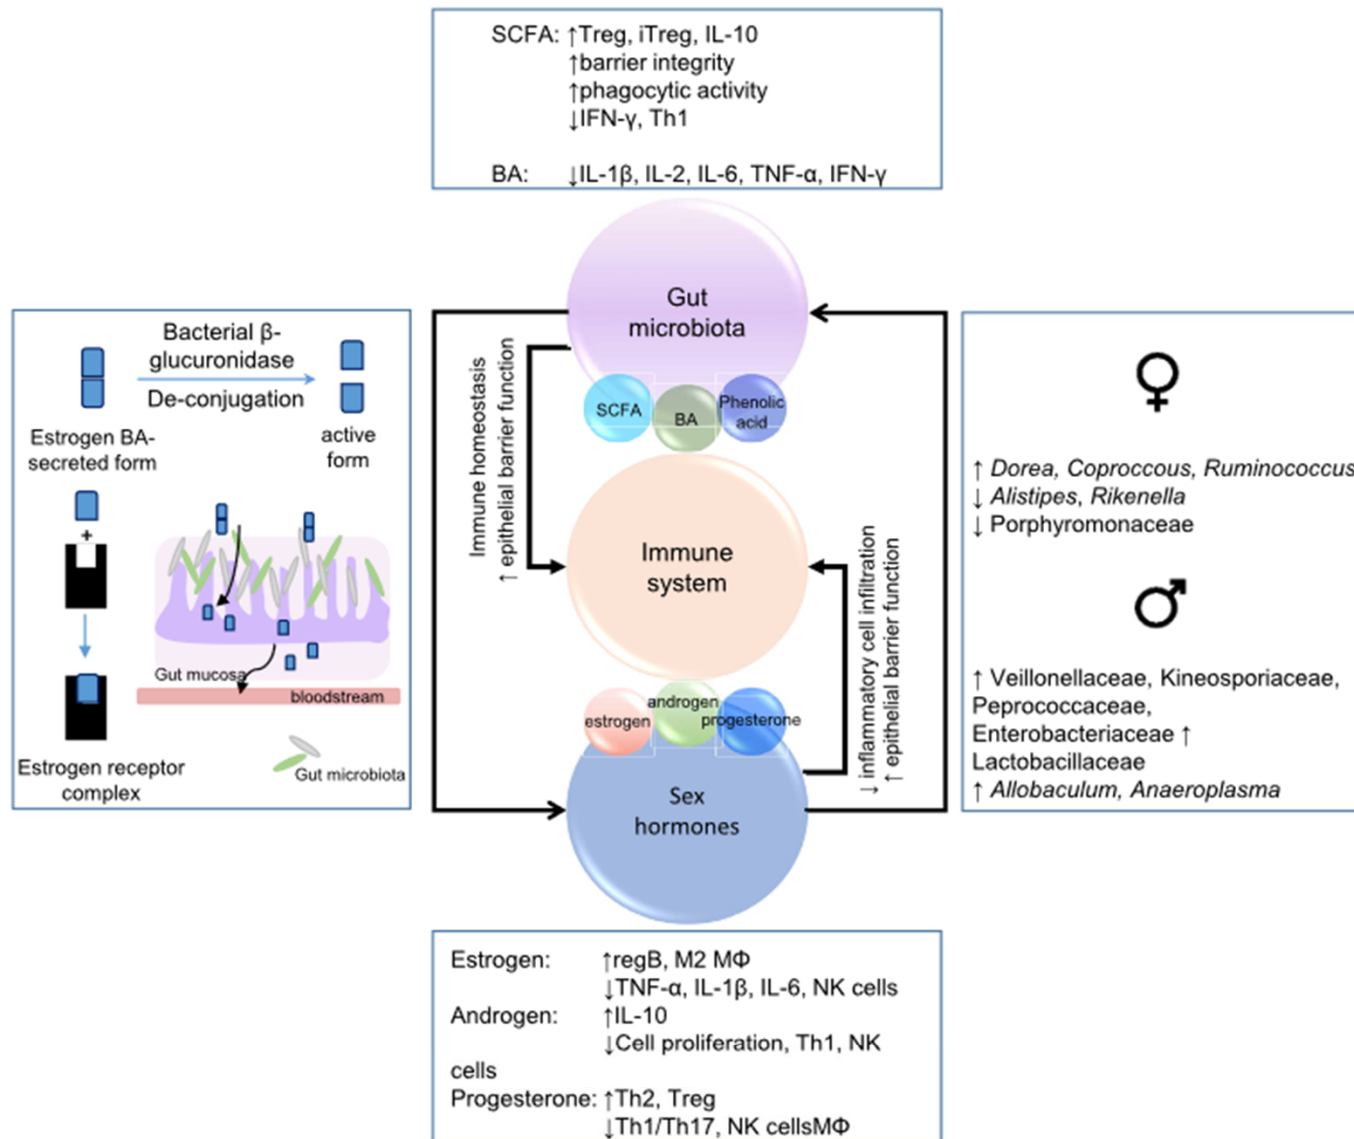 SCFA: ↑Treg, iTreg, IL-10
↑barrier integrity
↑phagocytic activity
↓IFN-γ, Th1
BA: ↓IL-1β, IL-2, IL-6, TNF-α, IFN-γ
Bacterial β-
glucuronidase
De-conjugation
Estrogen BA-
secreted form
active
form
+
Gut mucosa
bloodstream
Estrogen receptor
complex
Gut microbiota
Immune homeostasis
↑ epithelial barrier function
Gut
microbiota
SCFA
BA
Phenolic
acid
Immune
system
estrogen
androgen
progesterone
Sex
hormones
↓ inflammatory cell infiltration
↑ epithelial barrier function
♀
↑ Dorea, Coproccous, Ruminococcus
↓ Alistipes, Rikenella
↓ Porphyromonaceae
♂
↑ Veillonellaceae, Kineosporiaceae,
Peprococcaceae,
Enterobacteriaceae ↑
Lactobacillaceae
↑ Allobaculum, Anaeroplasma
Estrogen: ↑regB, M2 MΦ
↓TNF-α, IL-1β, IL-6, NK cells
Androgen: ↑IL-10
↓Cell proliferation, Th1, NK
cells
Progesterone: ↑Th2, Treg
↓Th1/Th17, NK cellsMΦ